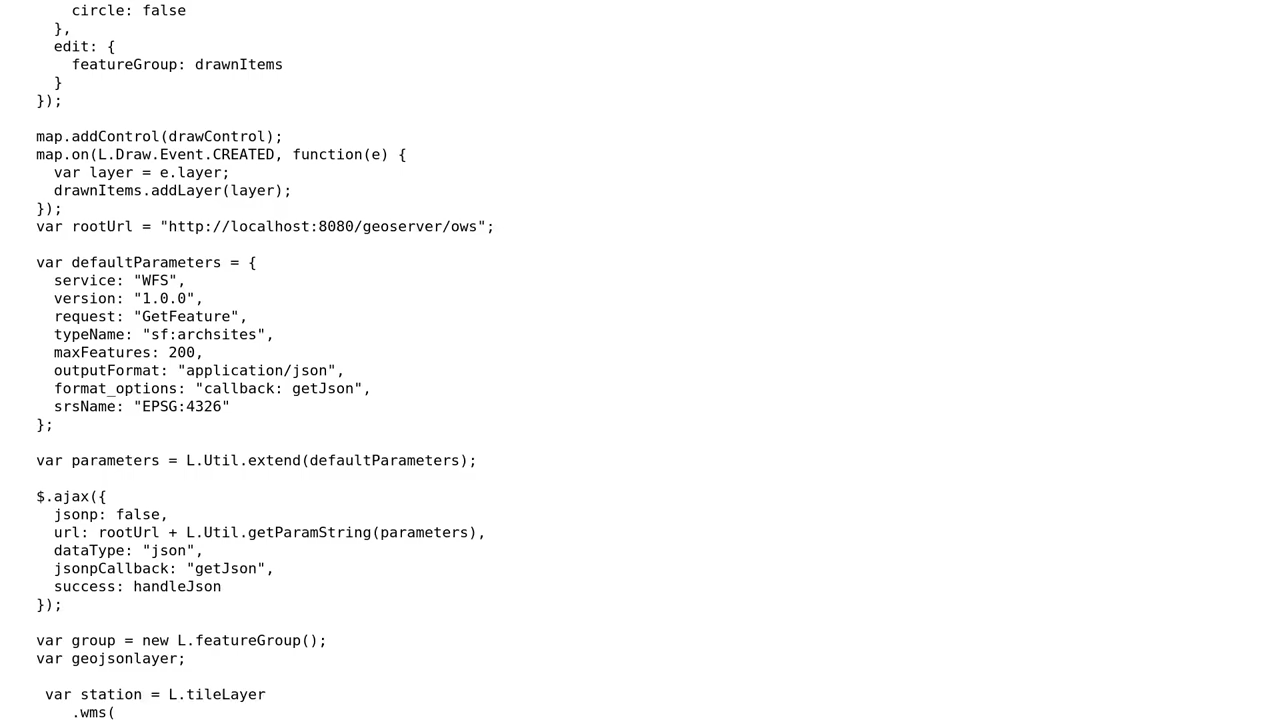 circle: false
  },
  edit: {
    featureGroup: drawnItems
  }
});

map.addControl(drawControl);
map.on(L.Draw.Event.CREATED, function(e) {
  var layer = e.layer;
  drawnItems.addLayer(layer);
});
var rootUrl = "http://localhost:8080/geoserver/ows";

var defaultParameters = {
  service: "WFS",
  version: "1.0.0",
  request: "GetFeature",
  typeName: "sf:archsites",
  maxFeatures: 200,
  outputFormat: "application/json",
  format_options: "callback: getJson",
  srsName: "EPSG:4326"
};

var parameters = L.Util.extend(defaultParameters);

$.ajax({
  jsonp: false,
  url: rootUrl + L.Util.getParamString(parameters),
  dataType: "json",
  jsonpCallback: "getJson",
  success: handleJson
});

var group = new L.featureGroup();
var geojsonlayer;

 var station = L.tileLayer
    .wms(